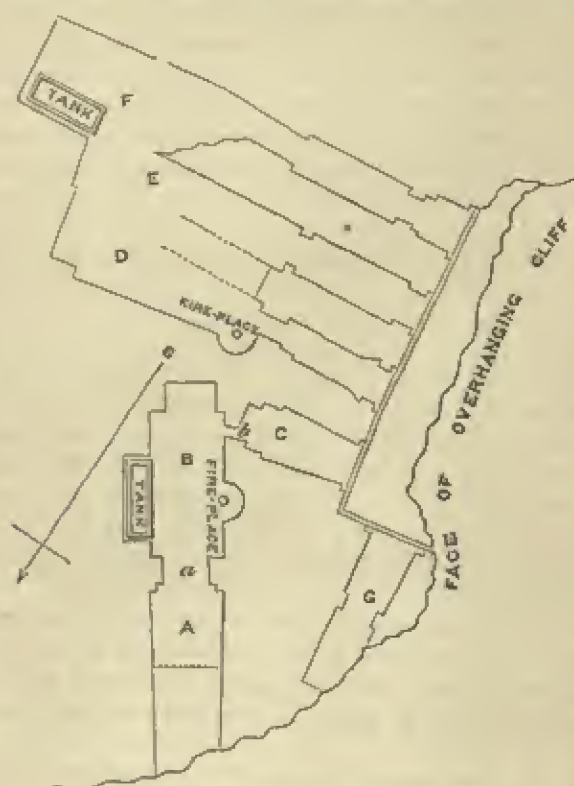 TANK
F
E
D
FIRE-PLACE
S
B
C
b
TANK
FIRE-PLACE
a
A
G
FACE OF OVERHANGING CLIFF